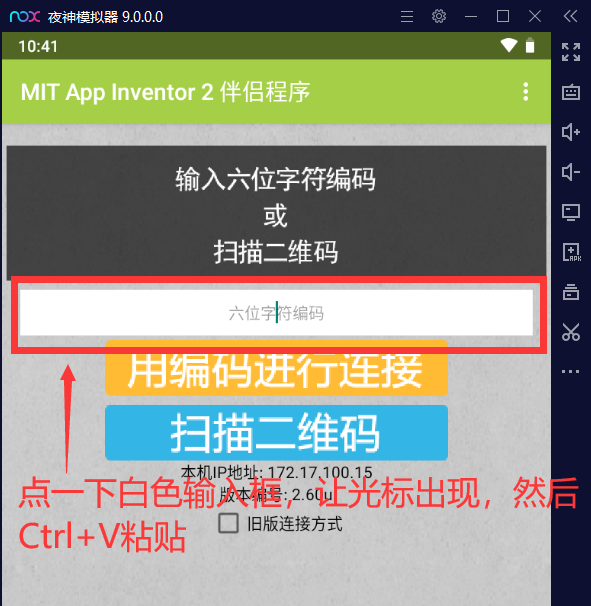 nox 夜神模拟器 9.0.0.0
10:41
MIT App Inventor 2 伴侣程序
输入六位字符编码
或
扫描二维码
六位字符编码
用编码进行连接
扫描二维码
本机IP地址: 172.17.100.15
点一下白色输入框，让光标出现，然后
版本编号: 2.60u
旧版连接方式
Ctrl+V粘贴
APK